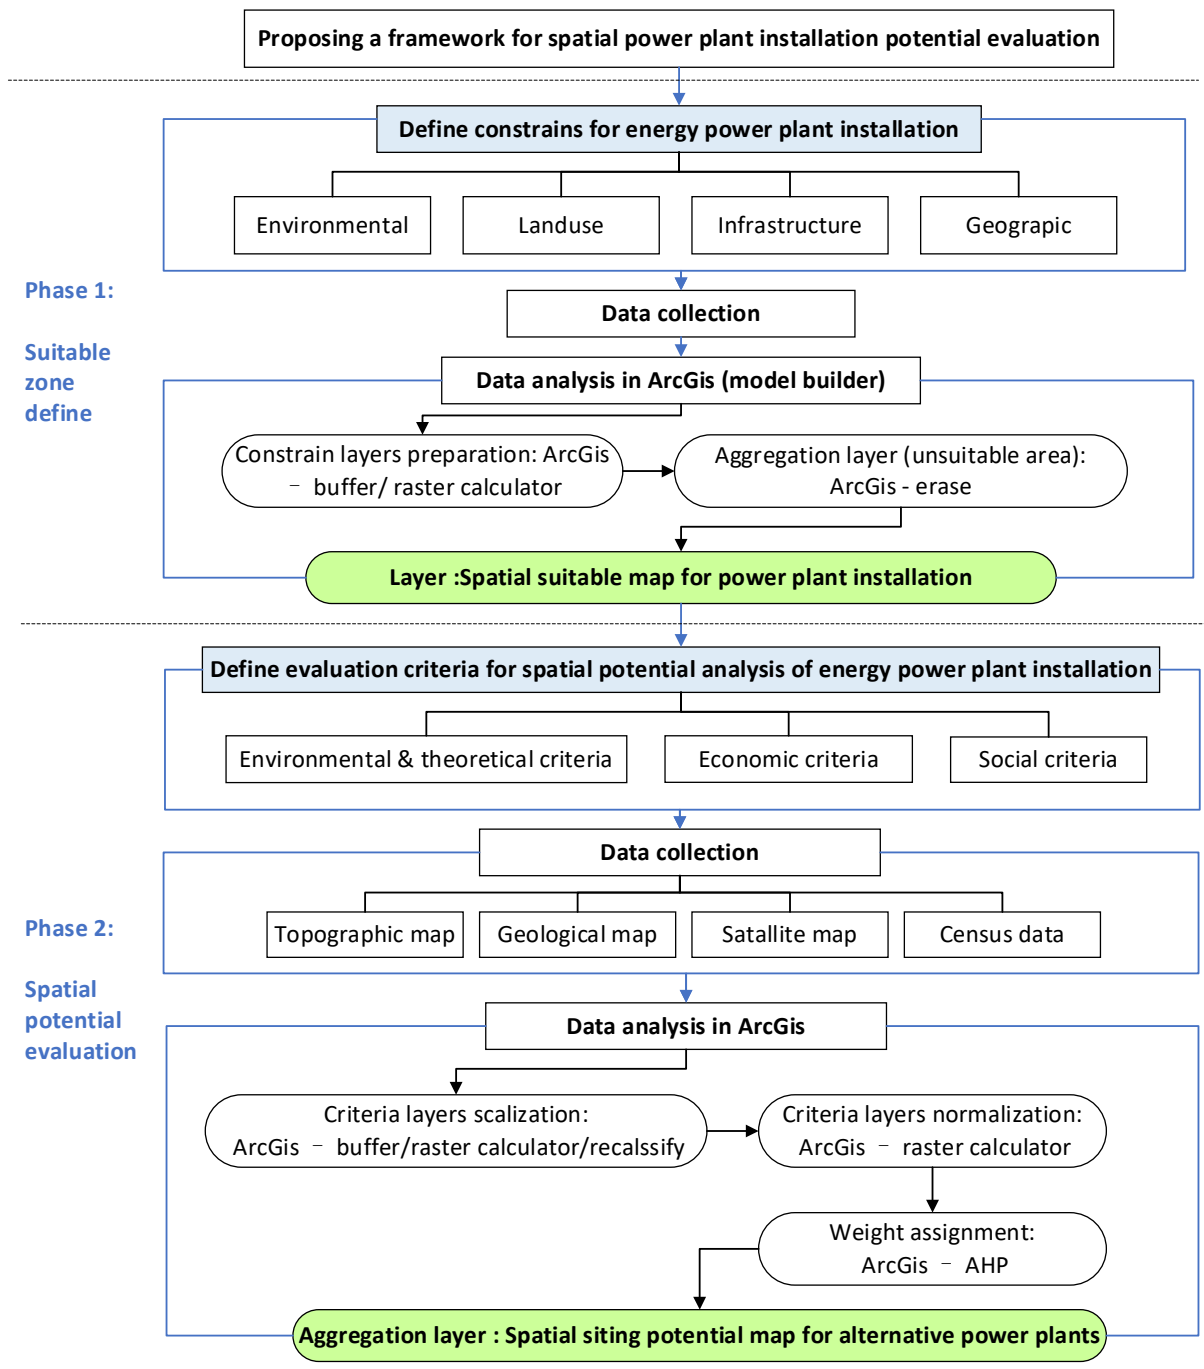 Proposing a framework for spatial power plant installation potential evaluation
Define constrains for energy power plant installation
Environmental
Landuse
Infrastructure
Geograpic
Phase 1:
Suitable
zone
define
Data collection
Data analysis in ArcGis (model builder)
Constrain layers preparation: ArcGis
– buffer/ raster calculator
Aggregation layer (unsuitable area):
ArcGis - erase
Layer :Spatial suitable map for power plant installation
Define evaluation criteria for spatial potential analysis of energy power plant installation
Environmental & theoretical criteria
Economic criteria
Social criteria
Data collection
Topographic map
Geological map
Satallite map
Census data
Phase 2:
Spatial
potential
evaluation
Data analysis in ArcGis
Criteria layers scalization:
ArcGis – buffer/raster calculator/recalssify
Criteria layers normalization:
ArcGis – raster calculator
Weight assignment:
ArcGis – AHP
Aggregation layer : Spatial siting potential map for alternative power plants